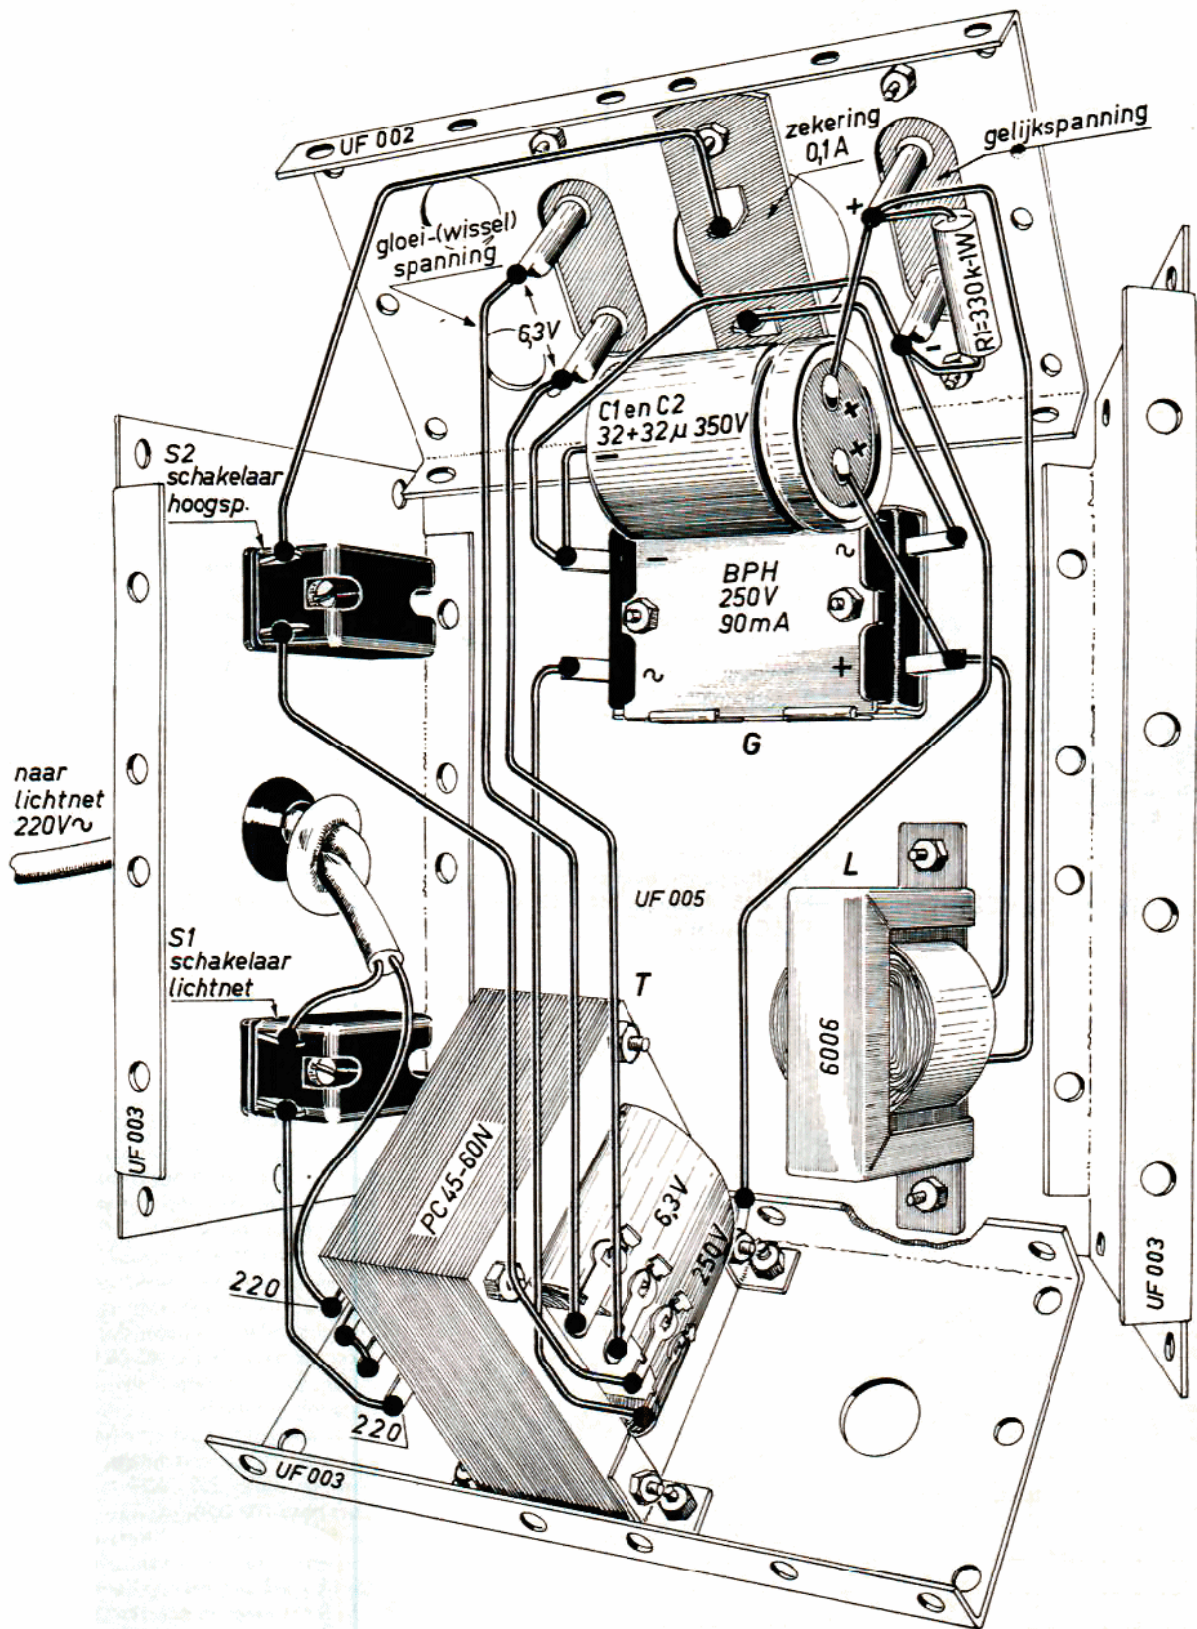 UF 002
zekering
0,1 A
gelijkspanning
+
gloei-(wissel)
spanning
6,3V
R1=330k-1W
-
C1 en C2
32+32µ 350V
-
+
+
S2
schakelaar
hoogsp.
-
~
BPH
250V
90mA
~
+
G
naar
lichtnet
220V~
UF 005
L
S1
schakelaar
lichtnet
T
6006
UF 003
PC 45-60N
6,3V
250V
220
220
UF 003
UF 003